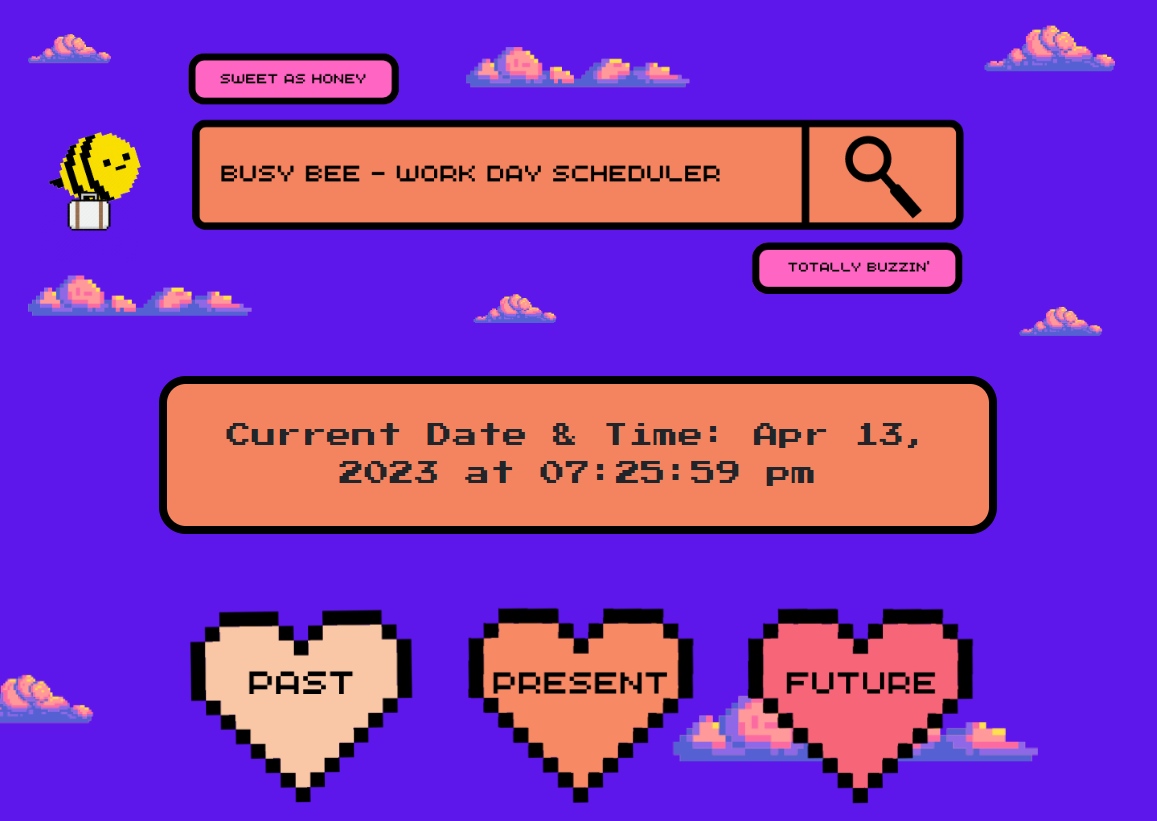 SWEET AS HONEY
BUSY BEE - WORK DAY SCHEDULER
TOTALLY BUZZIN'
Current Date & Time: Apr 13,
2023 at 07:25:59 pm
PAST
PRESENT
FUTURE